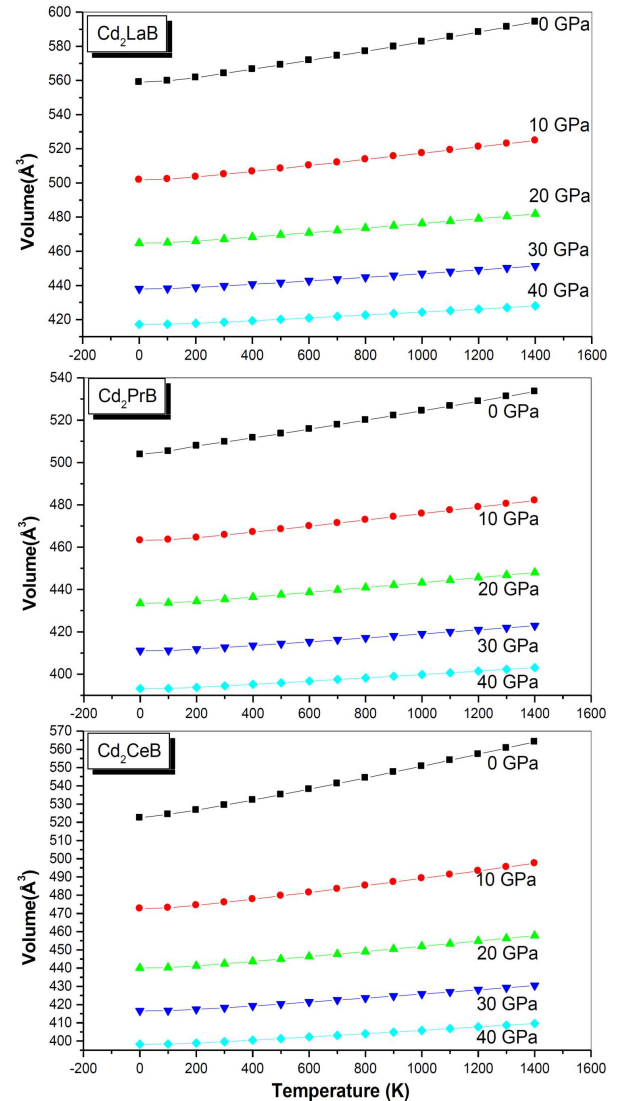 Cd₂LaB
600
580
560
540
520
500
480
460
440
420
Volume(Å³)
0 GPa
10 GPa
20 GPa
30 GPa
40 GPa
-200 0 200 400 600 800 1000 1200 1400 1600
Cd₂PrB
540
520
500
480
460
440
420
400
Volume(Å³)
0 GPa
10 GPa
20 GPa
30 GPa
40 GPa
-200 0 200 400 600 800 1000 1200 1400 1600
Cd₂CeB
570
560
550
540
530
520
510
500
490
480
470
460
450
440
430
420
410
400
Volume(Å³)
0 GPa
10 GPa
20 GPa
30 GPa
40 GPa
-200 0 200 400 600 800 1000 1200 1400 1600
Temperature (K)